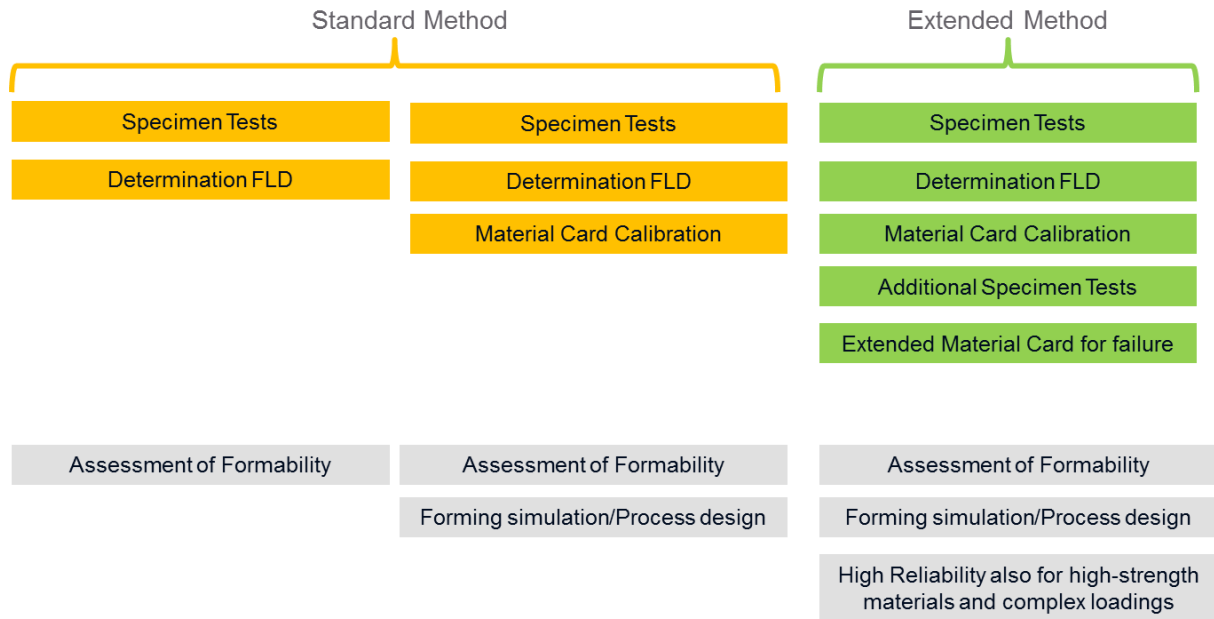 Standard Method
Extended Method
Specimen Tests
Determination FLD
Specimen Tests
Determination FLD
Material Card Calibration
Specimen Tests
Determination FLD
Material Card Calibration
Additional Specimen Tests
Extended Material Card for failure
Assessment of Formability
Assessment of Formability
Forming simulation/Process design
Assessment of Formability
Forming simulation/Process design
High Reliability also for high-strength
materials and complex loadings